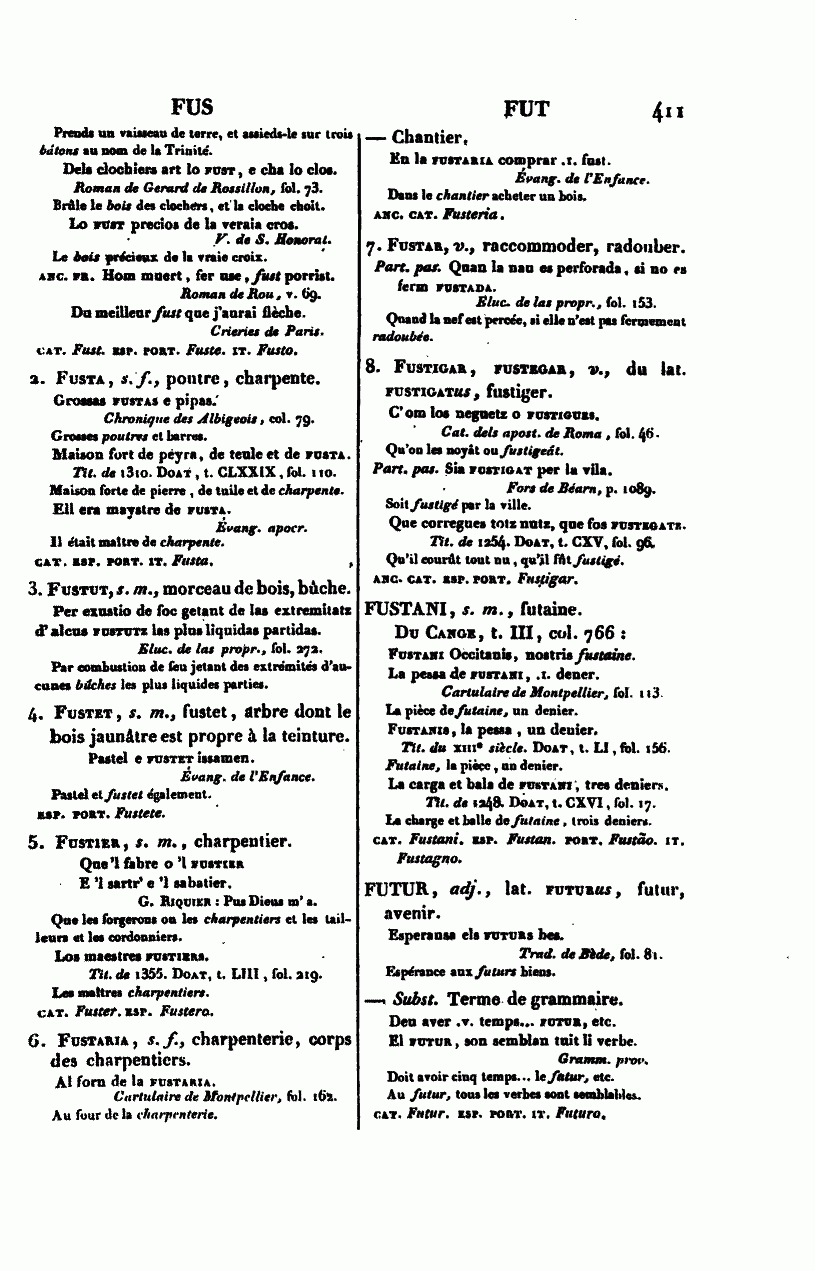 FUS
FUT
411
Prends un vaisseau de terre, et assieds-le sur trois
bâtons au nom de la Trinité.
Dels clochiers art lo FUST, e cha lo clos.
Roman de Gerard de Rossillon, fol. 73.
Brûle le bois des clochers, et la cloche choit.
Lo FUST precios de la veraia cros.
V. de S. Honorat.
Le bois précieux de la vraie croix.
ANC. FR. Hom muert, fer use, fust porrist.
Roman de Rou, v. 69.
Du meilleur fust que j'aurai flèche.
Crieries de Paris.
CAT. Fust. ESP. PORT. Fuste. IT. Fusto.
2. FUSTA, s. f., poutre, charpente.
Grossas FUSTAS e pipas.
Chronique des Albigeois, col. 79.
Grosses poutres et barres.
Maison fort de peyra, de teule et de FUSTA.
Tit. de 1310. DOAT, t. CLXXIX, fol. 110.
Maison forte de pierre, de tuile et de charpente.
Ell era maystre de FUSTA.
Évang. apocr.
Il était maître de charpente.
CAT. ESP. PORT. IT. Fusta.
3. FUSTUT, s. m., morceau de bois, bûche.
Per exustio de foc getant de las extremitatz
d'alcus FUSTUTZ las plus liquidas partidas.
Eluc. de las propr., fol. 272.
Par combustion de feu jetant des extrémités d'au-
cunes bûches les plus liquides parties.
4. FUSTET, s. m., fustet, arbre dont le
bois jaunâtre est propre à la teinture.
Pastel e FUSTET issamen.
Évang. de l'Enfance.
Pastel et fustet également.
ESP. PORT. Fustete.
5. FUSTIER, s. m., charpentier.
Que 'l fabre o 'l FUSTIER
E 'l sartr' e 'l sabatier.
G. RIQUIER : Pus Dieus m' a.
Que les forgerons ou les charpentiers et les tail-
leurs et les cordonniers.
Los maestres FUSTIERS.
Tit. de 1355. DOAT, t. LIII, fol. 219.
Les maîtres charpentiers.
CAT. Fuster. ESP. Fustero.
6. FUSTARIA, s. f., charpenterie, corps
des charpentiers.
Al forn de la FUSTARIA.
Cartulaire de Montpellier, fol. 162.
Au four de la charpenterie.
— Chantier.
En la FUSTARIA comprar .I. fust.
Évang. de l'Enfance.
Dans le chantier acheter un bois.
ANC. CAT. Fusteria.
7. FUSTAR, v., raccommoder, radouber.
Part. pas. Quan la nau es perforada, si no es
ferm FUSTADA.
Eluc. de las propr., fol. 153.
Quand la nef est percée, si elle n'est pas fermement
radoubée.
8. FUSTIGAR, FUSTEGAR, v., du lat.
FUSTIGATUS, fustiger.
C'om los neguetz o FUSTIGUES.
Cat. dels apost. de Roma, fol. 46.
Qu'on les noyât ou fustigeât.
Part. pas. Sia FUSTIGAT per la vila.
Fors de Béarn, p. 1089.
Soit fustigé par la ville.
Que corregues totz nutz, que fos FUSTEGATZ.
Tit. de 1254. DOAT, t. CXV, fol. 96.
Qu'il courût tout nu, qu'il fût fustigé.
ANC. CAT. ESP. PORT. Fustigar.
FUSTANI, s. m., futaine.
DU CANGE, t. III, col. 766 :
FUSTANI Occitanis, nostris fustaine.
La pessa de FUSTANI, .I. dener.
Cartulaire de Montpellier, fol. 113.
La pièce de futaine, un denier.
FUSTANIS, la pessa, un denier.
Tit. du XIIIe siècle. DOAT, t. LI, fol. 156.
Futaine, la pièce, un denier.
La carga et bala de FUSTANI, tres deniers.
Tit. de 1248. DOAT, t. CXVI, fol. 17.
La charge et balle de futaine, trois deniers.
CAT. Fustani. ESP. Fustan. PORT. Fustão. IT.
Fustagno.
FUTUR, adj., lat. FUTURUS, futur,
avenir.
Esperansa els FUTURS bes.
Trad. de Bède, fol. 81.
Espérance aux futurs biens.
— Subst. Terme de grammaire.
Deu aver .V. temps... FUTUR, etc.
El FUTUR, son semblan tuit li verbe.
Gramm. prov.
Doit avoir cinq temps... le futur, etc.
Au futur, tous les verbes sont semblables.
CAT. Futur. ESP. PORT. IT. Futuro.